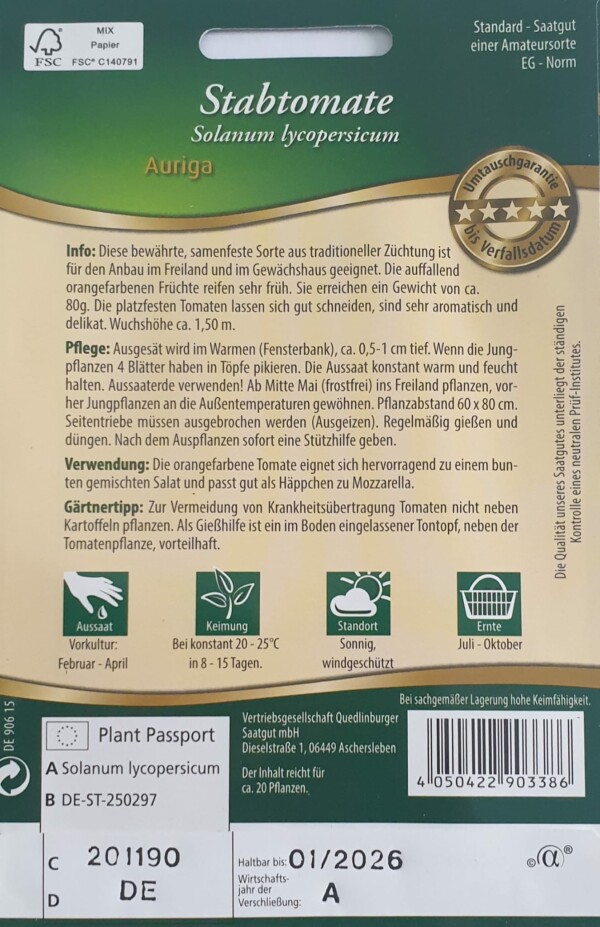 MIX
Papier
FSC
FSC® C140791
Standard - Saatgut
einer Amateursorte
EG - Norm
Stabtomate
Solanum lycopersicum
Auriga
Umtauschgarantie
bis Verfallsdatum
Info: Diese bewährte, samenfeste Sorte aus traditioneller Züchtung ist
für den Anbau im Freiland und im Gewächshaus geeignet. Die auffallend
orangefarbenen Früchte reifen sehr früh. Sie erreichen ein Gewicht von ca.
80g. Die platzfesten Tomaten lassen sich gut schneiden, sind sehr aromatisch und
delikat. Wuchshöhe ca. 1,50 m.
Pflege: Ausgesät wird im Warmen (Fensterbank), ca. 0,5-1 cm tief. Wenn die Jung-
pflanzen 4 Blätter haben in Töpfe pikieren. Die Aussaat konstant warm und feucht
halten. Aussaaterde verwenden! Ab Mitte Mai (frostfrei) ins Freiland pflanzen, vor-
her Jungpflanzen an die Außentemperaturen gewöhnen. Pflanzabstand 60 x 80 cm.
Seitentriebe müssen ausgebrochen werden (Ausgeizen). Regelmäßig gießen und
düngen. Nach dem Auspflanzen sofort eine Stützhilfe geben.
Verwendung: Die orangefarbene Tomate eignet sich hervorragend zu einem bun-
ten gemischten Salat und passt gut als Häppchen zu Mozzarella.
Gärtnertipp: Zur Vermeidung von Krankheitsübertragung Tomaten nicht neben
Kartoffeln pflanzen. Als Gießhilfe ist ein im Boden eingelassener Tontopf, neben der
Tomatenpflanze, vorteilhaft.
Die Qualität unseres Saatgutes unterliegt der ständigen
Kontrolle eines neutralen Prüf-Institutes.
Aussaat
Vorkultur:
Februar - April
Keimung
Bei konstant 20 - 25°C
in 8 - 15 Tagen.
Standort
Sonnig,
windgeschützt
Ernte
Juli - Oktober
Bei sachgemäßer Lagerung hohe Keimfähigkeit.
DE 906 15
Plant Passport
A Solanum lycopersicum
B DE-ST-250297
C 201190
D DE
Vertriebsgesellschaft Quedlinburger
Saatgut mbH
Dieselstraße 1, 06449 Aschersleben
Der Inhalt reicht für
ca. 20 Pflanzen.
4 050422 903386
Haltbar bis: 01/2026
Wirtschafts-
jahr der
Verschließung: A
©α®